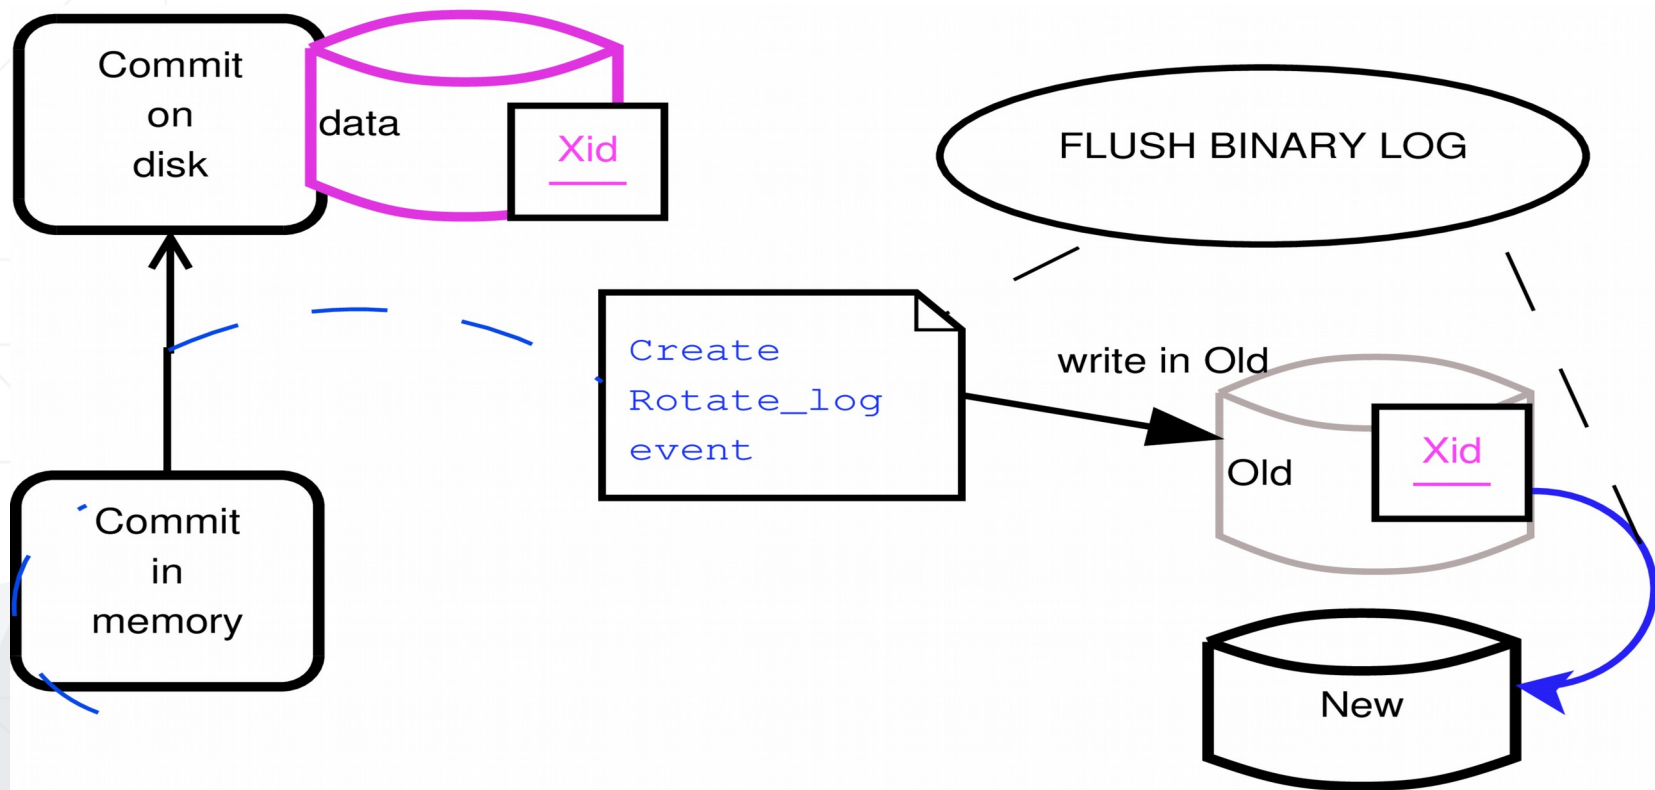 Commit
on
disk
data
Xid
FLUSH BINARY LOG
Create
Rotate_log
event
write in Old
Old
Xid
Commit
in
memory
New